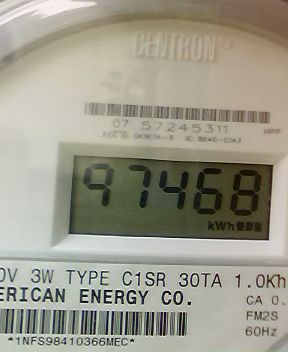 CENTRON®
07 57245311 HPP
97468
kWh
0V 3W TYPE C1SR 30TA 1.0Kh
ERICAN ENERGY CO. CA 0.
FM2S
60Hz
*1NFS98410366MEC*